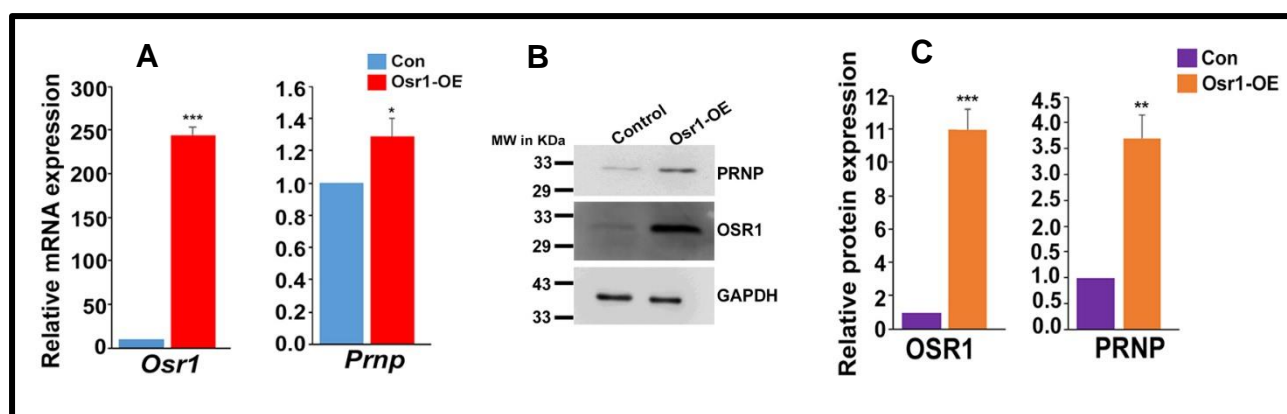 A
Con
Osr1-OE
Relative mRNA expression
300
250
200
150
100
50
0
***
Osr1
1.6
1.4
1.2
1.0
0.8
0.6
0.4
0.2
0.0
*
Prnp
B
Control
Osr1-OE
MW in KDa
33
29
PRNP
33
29
OSR1
43
33
GAPDH
C
Con
Osr1-OE
Relative protein expression
12
10
8
6
4
2
0
***
OSR1
4.5
4.0
3.5
3.0
2.5
2.0
1.5
1.0
0.5
0.0
**
PRNP